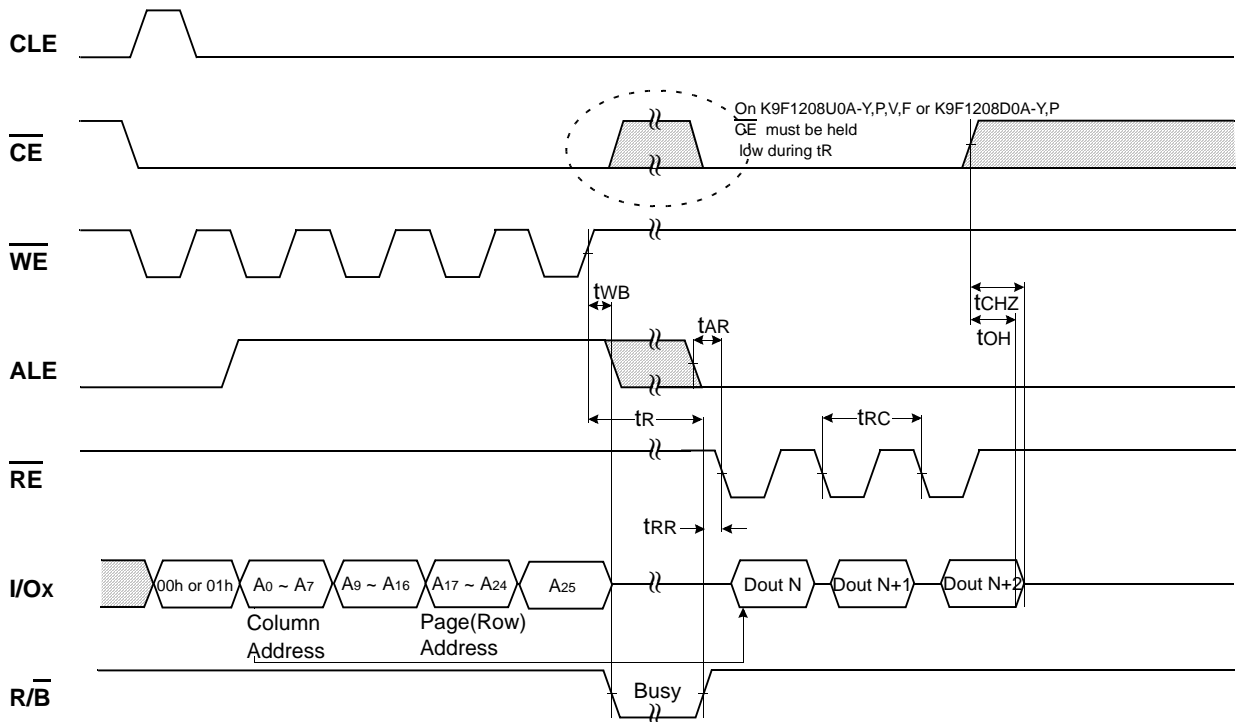 CLE
On K9F1208U0A-Y,P,V,F or K9F1208D0A-Y,P
CE must be held
low during tR
CE
WE
tWB
tCHZ
tAR
tOH
ALE
tR
tRC
RE
tRR
I/Ox
00h or 01h
A0 ~ A7
A9 ~ A16
A17 ~ A24
A25
Dout N
Dout N+1
Dout N+2
Column
Address
Page(Row)
Address
R/B
Busy